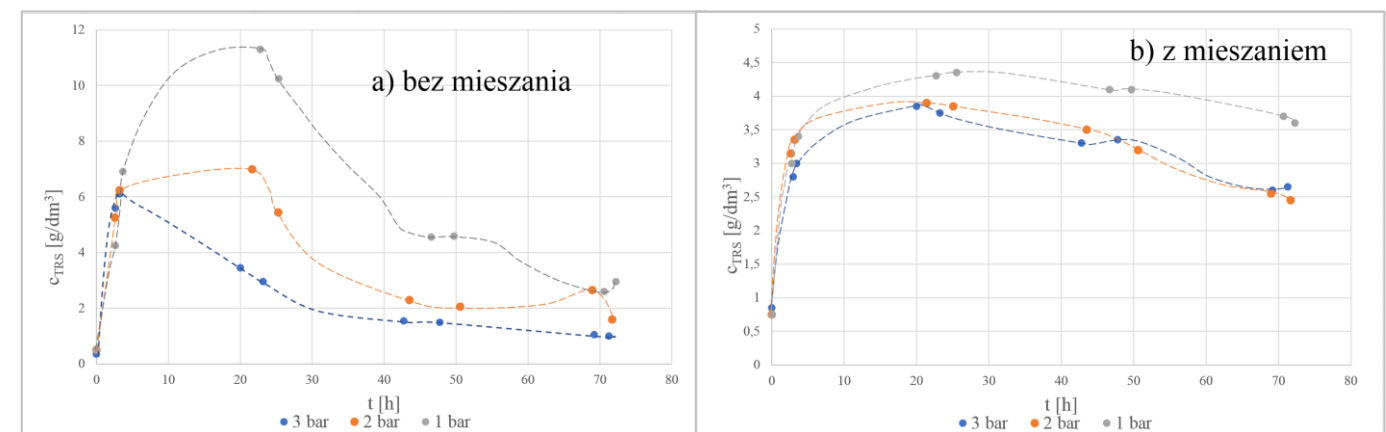 a) bez mieszania
c_TRS [g/dm³]
12
10
8
6
4
2
0
0 10 20 30 40 50 60 70 80
t [h]
3 bar 2 bar 1 bar
b) z mieszaniem
c_TRS [g/dm³]
5
4,5
4
3,5
3
2,5
2
1,5
1
0,5
0
0 10 20 30 40 50 60 70 80
t [h]
3 bar 2 bar 1 bar